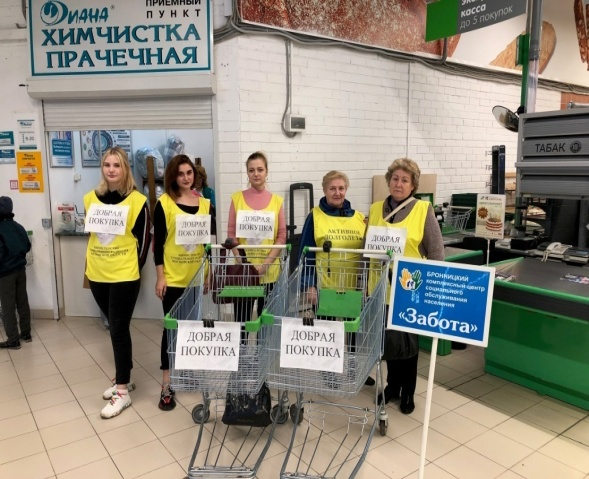 Диана
ПРИЕМНЫЙ
ПУНКТ
ХИМЧИСТКА
ПРАЧЕЧНАЯ
касса
до 5 покупок
ТАБАК
ДОБРАЯ
ПОКУПКА
ДОБРАЯ
ПОКУПКА
ДОБРАЯ
ПОКУПКА
АКТИВНОЕ
ДОЛГОЛЕТ
ДОБРАЯ
ПОКУПКА
ДОБРАЯ
ПОКУПКА
ДОБРАЯ
ПОКУПКА
БРОННИЦКИЙ
комплексный центр
социального
обслуживания
населения
«Забота»